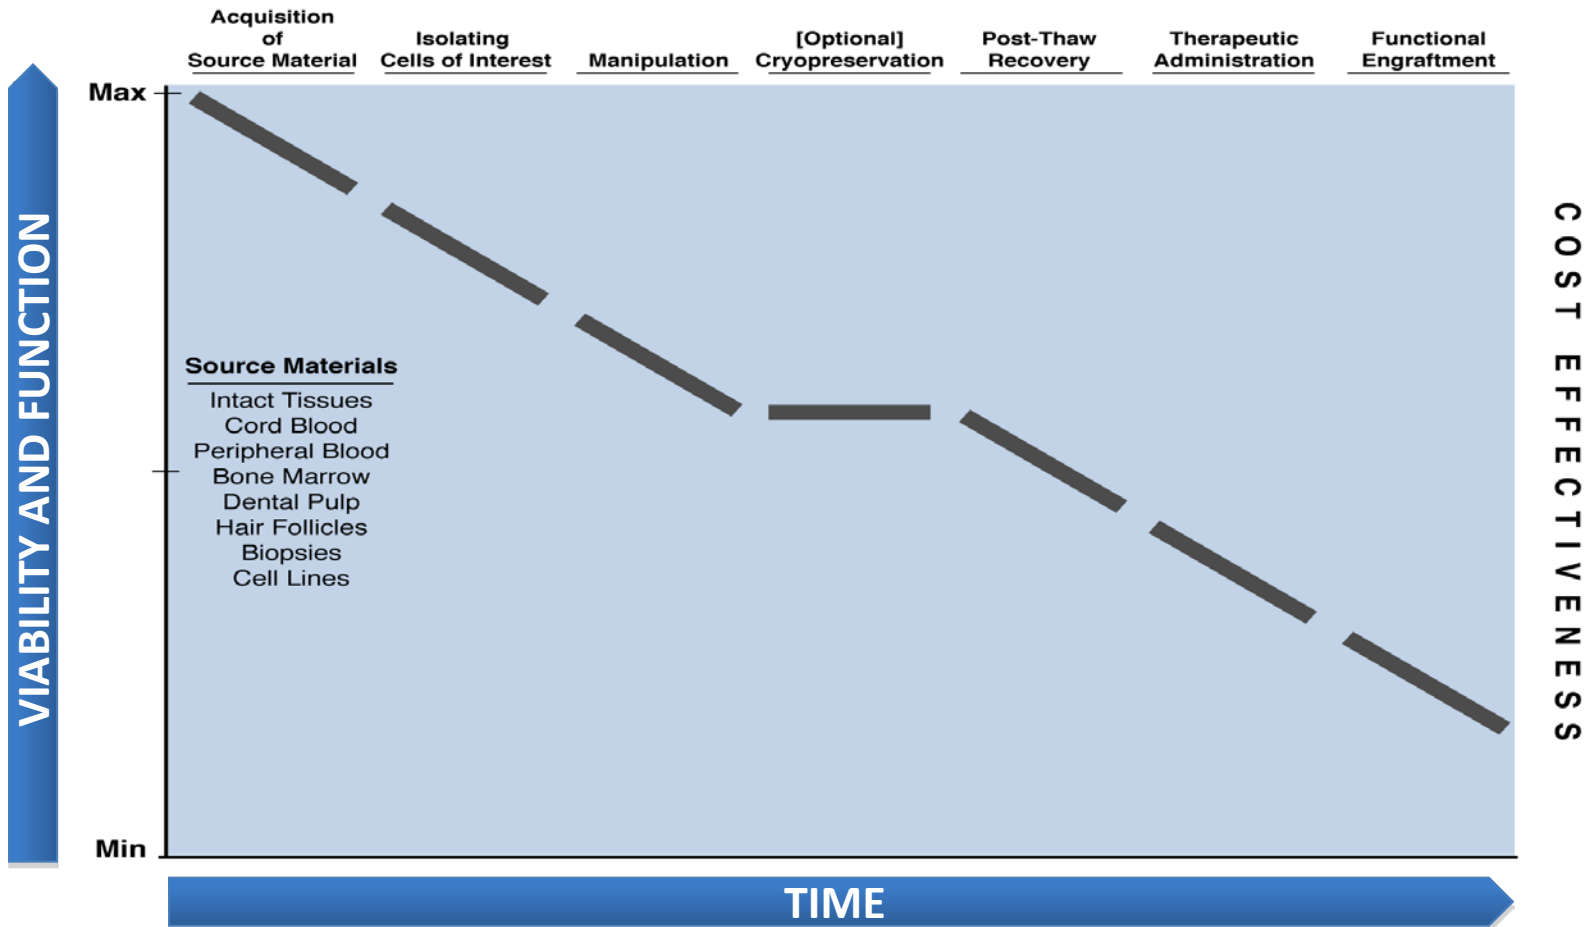 Acquisition
of
Source Material
Isolating
Cells of Interest
Manipulation
[Optional]
Cryopreservation
Post-Thaw
Recovery
Therapeutic
Administration
Functional
Engraftment
Max
Min
VIABILITY AND FUNCTION
Source Materials
Intact Tissues
Cord Blood
Peripheral Blood
Bone Marrow
Dental Pulp
Hair Follicles
Biopsies
Cell Lines
COST EFFECTIVENESS
TIME